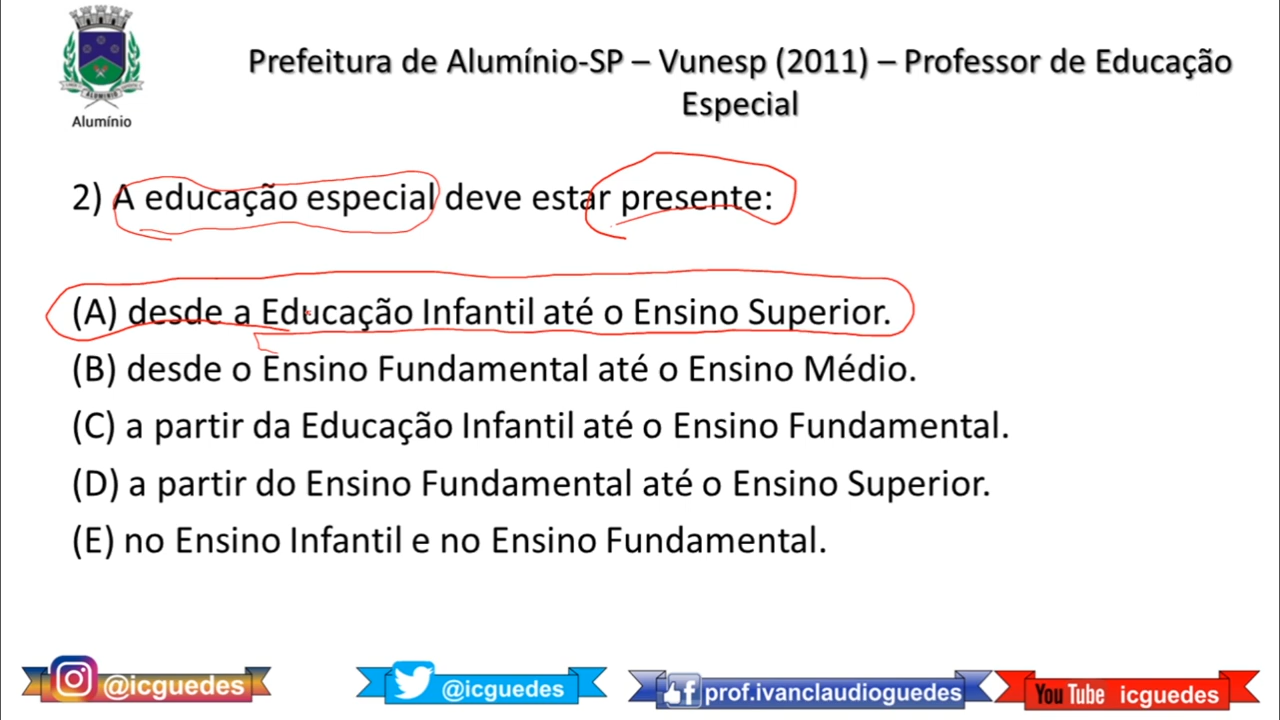 Alumínio
Prefeitura de Alumínio-SP – Vunesp (2011) – Professor de Educação
Especial
2) A educação especial deve estar presente:
(A) desde a Educação Infantil até o Ensino Superior.
(B) desde o Ensino Fundamental até o Ensino Médio.
(C) a partir da Educação Infantil até o Ensino Fundamental.
(D) a partir do Ensino Fundamental até o Ensino Superior.
(E) no Ensino Infantil e no Ensino Fundamental.
@icguedes
@icguedes
prof.ivanclaudioguedes
You Tube icguedes